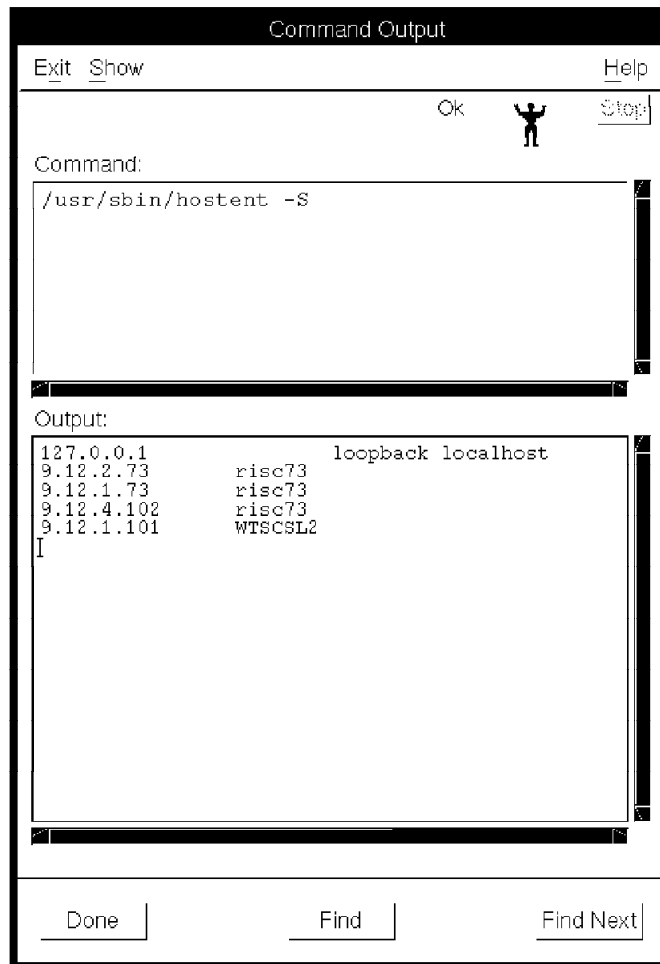 Command Output
Exit Show Help
Ok Stop
Command:
/usr/sbin/hostent -S
Output:
127.0.0.1 loopback localhost
9.12.2.73 risc73
9.12.1.73 risc73
9.12.4.102 risc73
9.12.1.101 WTSCSL2
Done Find Find Next